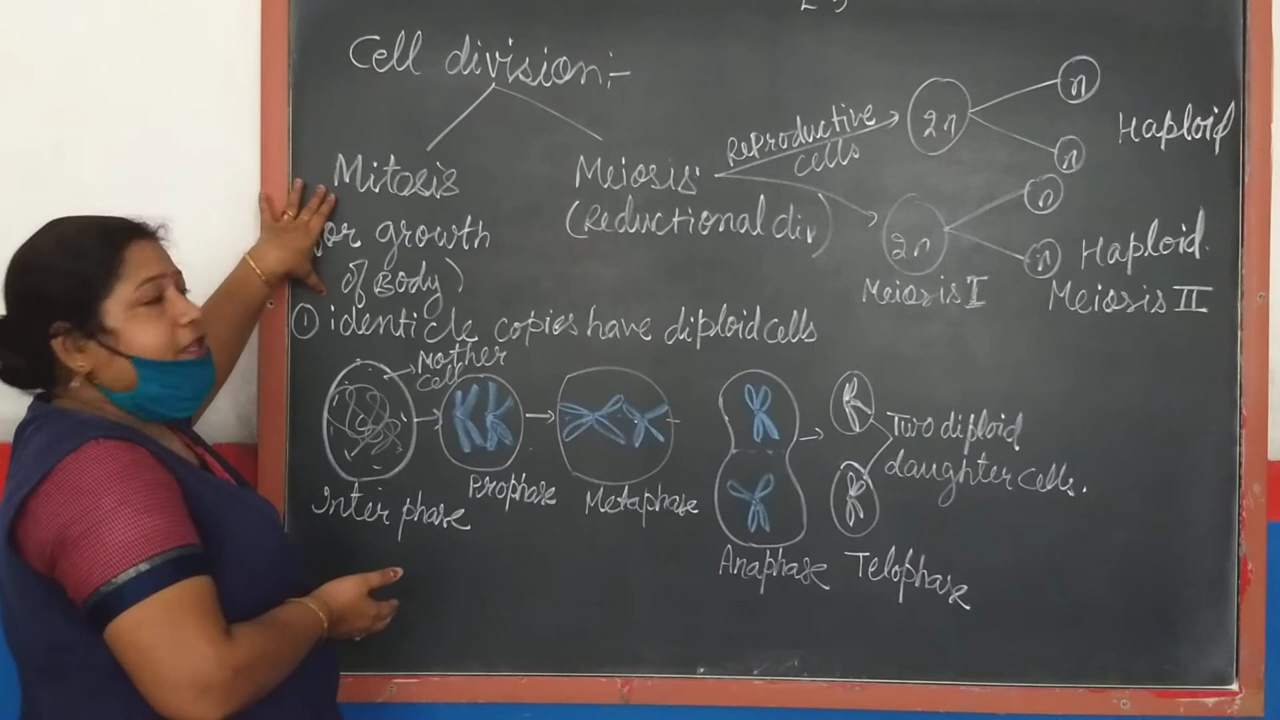 Cell division:-
Mitosis
for growth
of Body)
Meiosis
(Reductional div)
Reproductive
cells
2n
n
n
Haploid
2n
n
n
Haploid.
Meiosis I
Meiosis II
① identicle copies have diploid cells
Mother
cell
Inter phase
Prophase
Metaphase
Anaphase
Telophase
Two diploid
daughter cells.